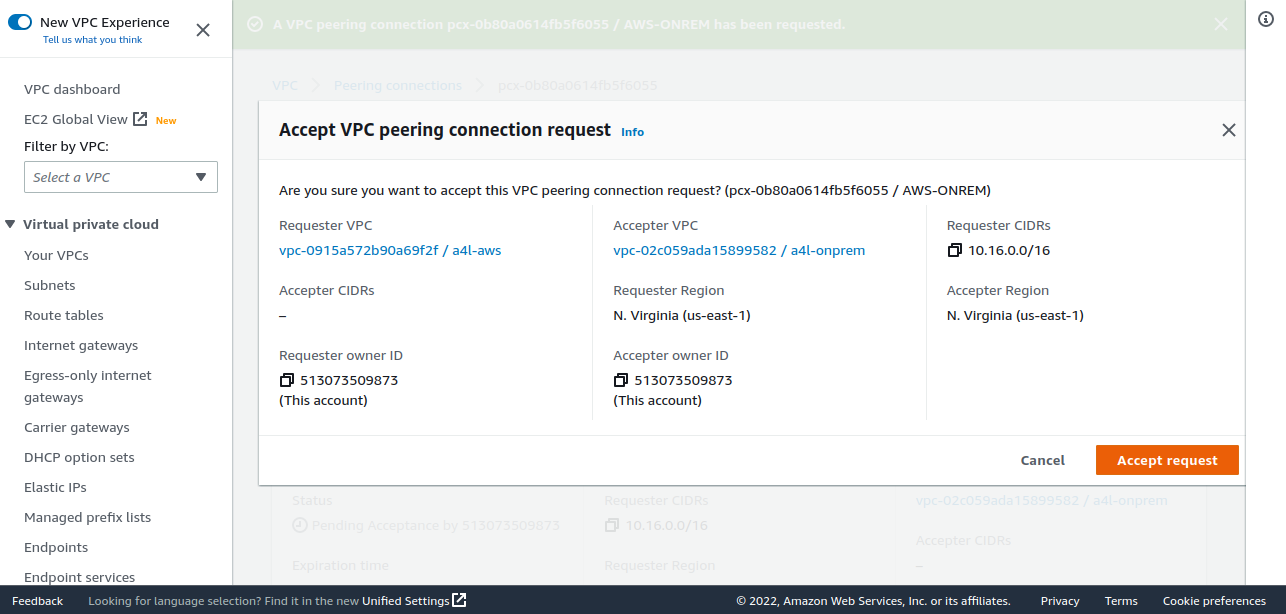 New VPC Experience
Tell us what you think
VPC dashboard
EC2 Global View New
Filter by VPC:
Select a VPC
Virtual private cloud
Your VPCs
Subnets
Route tables
Internet gateways
Egress-only internet
gateways
Carrier gateways
DHCP option sets
Elastic IPs
Managed prefix lists
Endpoints
Endpoint services
A VPC peering connection pcx-0b80a0614fb5f6055 / AWS-ONREM has been requested.
VPC
Peering connections
pcx-0b80a0614fb5f6055
Accept VPC peering connection request Info
Are you sure you want to accept this VPC peering connection request? (pcx-0b80a0614fb5f6055 / AWS-ONREM)
Requester VPC
vpc-0915a572b90a69f2f / a4l-aws
Accepter VPC
vpc-02c059ada15899582 / a4l-onprem
Requester CIDRs
10.16.0.0/16
Accepter CIDRs
–
Requester Region
N. Virginia (us-east-1)
Accepter Region
N. Virginia (us-east-1)
Requester owner ID
513073509873
(This account)
Accepter owner ID
513073509873
(This account)
Cancel
Accept request
Status
Pending Acceptance by 513073509873
Expiration time
Requester CIDRs
10.16.0.0/16
Requester Region
vpc-02c059ada15899582 / a4l-onprem
Accepter CIDRs
–
Feedback
Looking for language selection? Find it in the new Unified Settings
© 2022, Amazon Web Services, Inc. or its affiliates.
Privacy
Terms
Cookie preferences